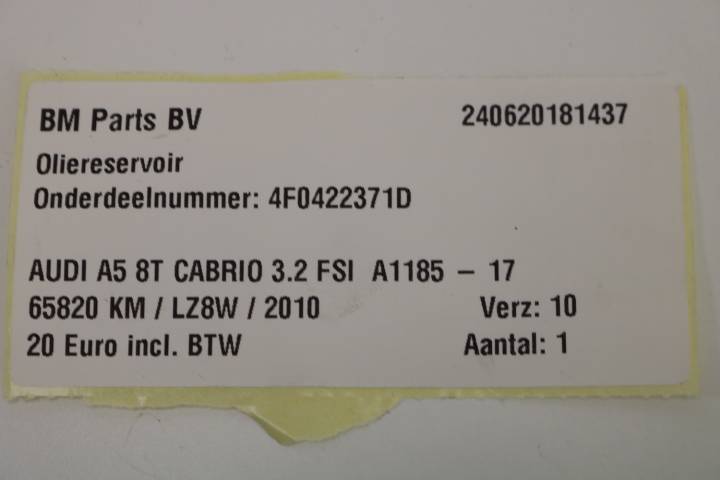 BM Parts BV 240620181437
Oliereservoir
Onderdeelnummer: 4F0422371D
AUDI A5 8T CABRIO 3.2 FSI A1185 – 17
65820 KM / LZ8W / 2010 Verz: 10
20 Euro incl. BTW Aantal: 1